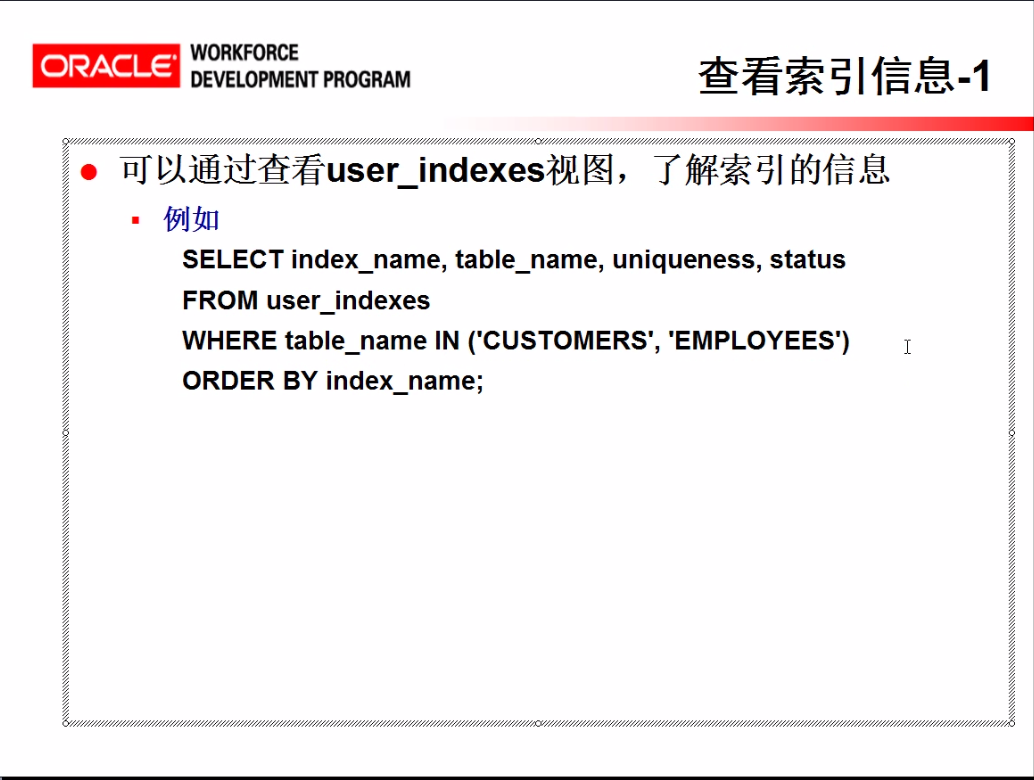 ORACLE
WORKFORCE
DEVELOPMENT PROGRAM
查看索引信息-1
可以通过查看user_indexes视图，了解索引的信息
例如
SELECT index_name, table_name, uniqueness, status
FROM user_indexes
WHERE table_name IN ('CUSTOMERS', 'EMPLOYEES')
ORDER BY index_name;